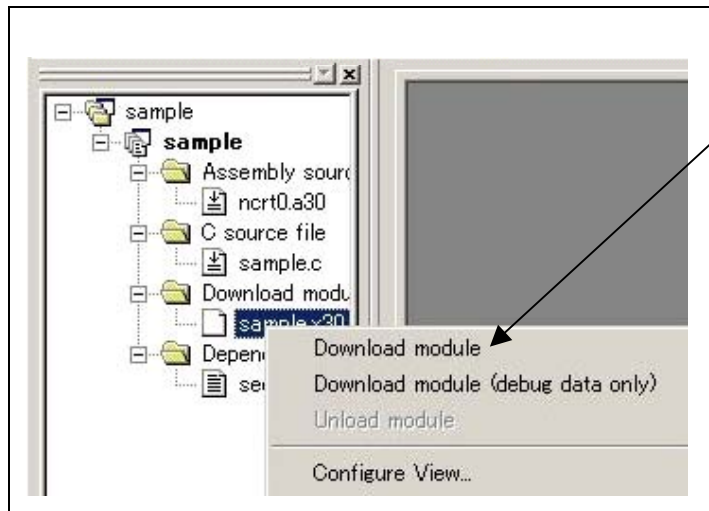 sample
sample
Assembly sourc
ncrt0.a30
C source file
sample.c
Download modu
sample.x30
Depen
se
Download module
Download module (debug data only)
Unload module
Configure View...